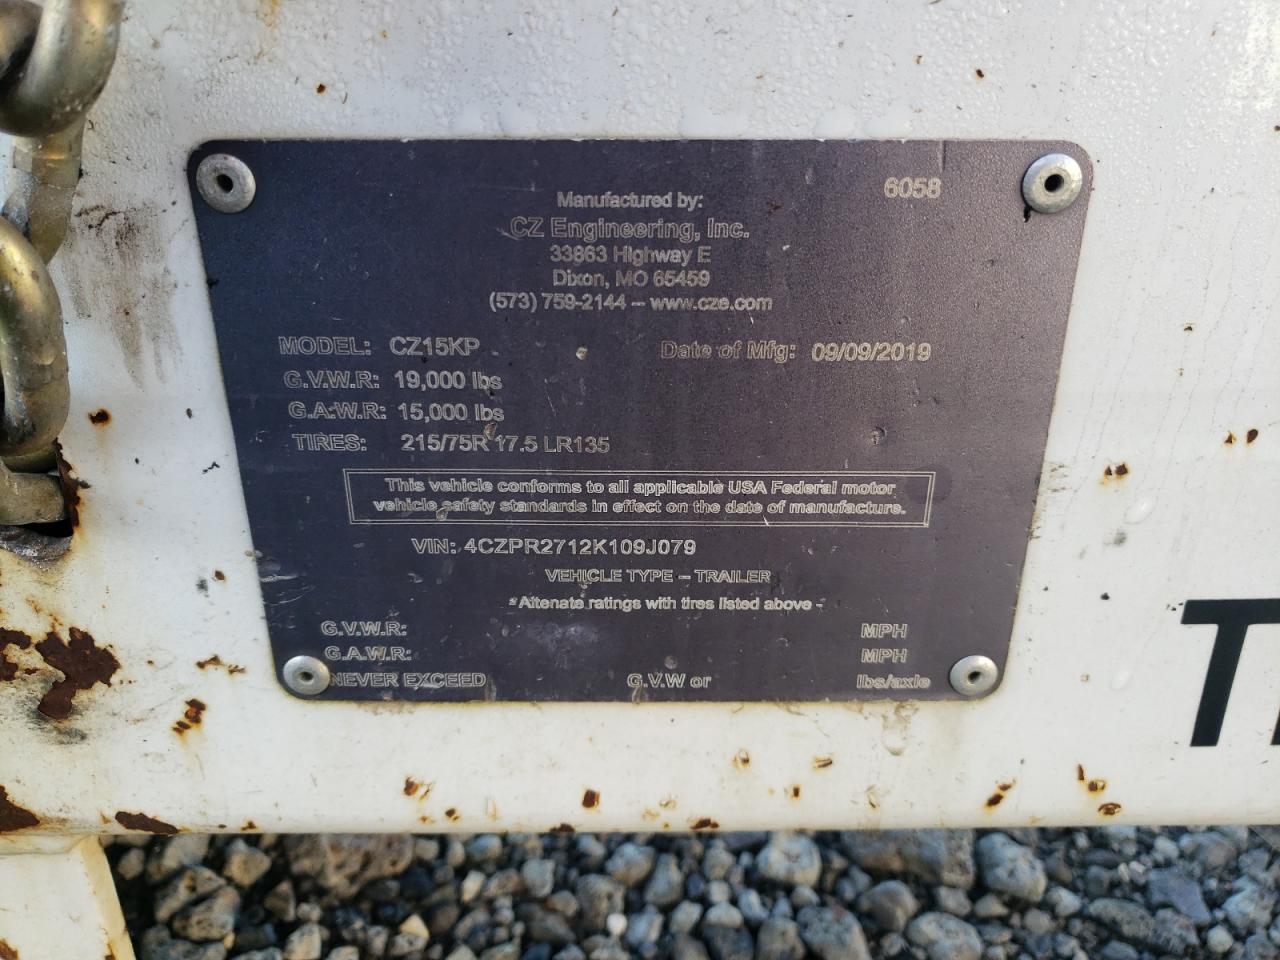 6058
Manufactured by:
CZ Engineering, Inc.
33863 Highway E
Dixon, MO 65459
(573) 759-2144 – www.cze.com
MODEL: CZ15KP Date of Mfg: 09/09/2019
G.V.W.R: 19,000 lbs
G.A.W.R: 15,000 lbs
TIRES: 215/75R 17.5 LR135
This vehicle conforms to all applicable USA Federal motor
vehicle safety standards in effect on the date of manufacture.
VIN: 4CZPR2712K109J079
VEHICLE TYPE – TRAILER
- Altenate ratings with tires listed above -
G.V.W.R: MPH
G.A.W.R: MPH
NEVER EXCEED G.V.W or lbs/axle